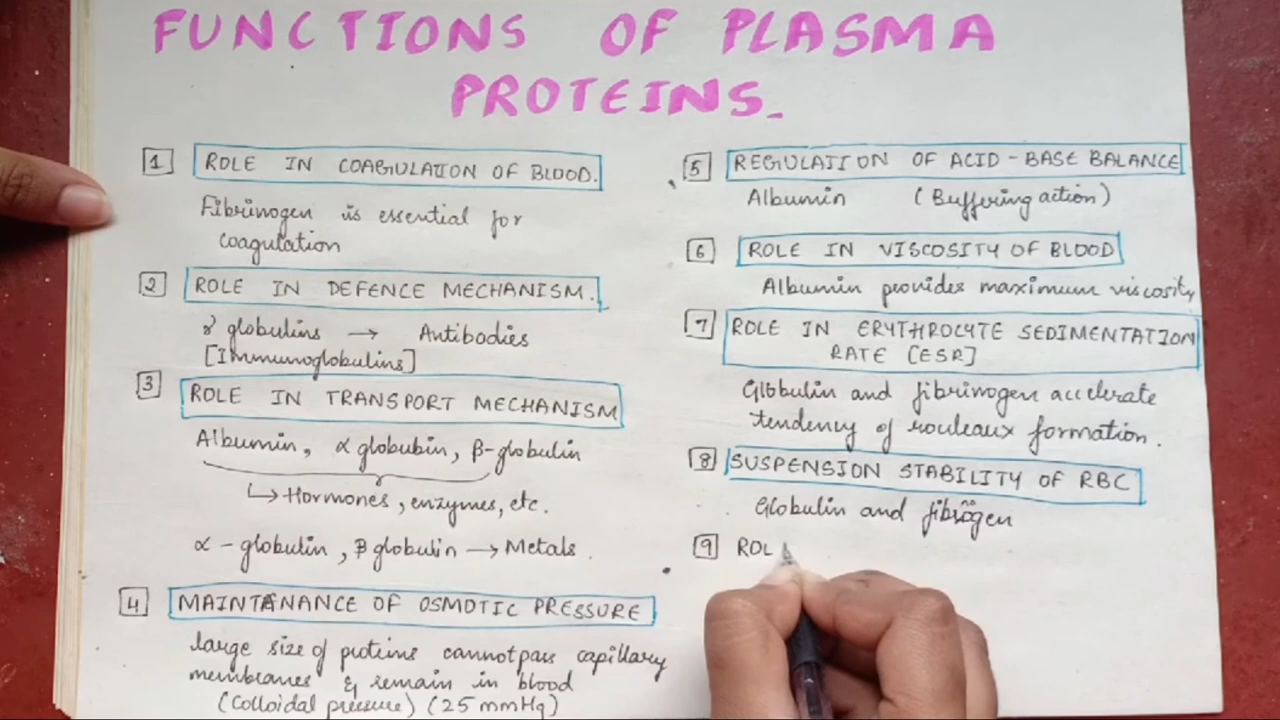 FUNCTIONS OF PLASMA
PROTEINS.
1 ROLE IN COAGULATION OF BLOOD.
Fibrinogen is essential for
coagulation
2 ROLE IN DEFENCE MECHANISM.
γ globulins → Antibodies
[Immunoglobulins]
3 ROLE IN TRANSPORT MECHANISM
Albumin, α globubin, β-globulin
↳ Hormones, enzymes, etc.
α - globulin, β globulin → Metals.
4 MAINTANANCE OF OSMOTIC PRESSURE
large size of proteins cannot pass capillary
membranes & remain in blood
(Colloidal pressure) (25 mmHg)
5 REGULATION OF ACID - BASE BALANCE
Albumin (Buffering action)
6 ROLE IN VISCOSITY OF BLOOD
Albumin provides maximum viscosity
7 ROLE IN ERYTHROCYTE SEDIMENTATION
RATE [ESR]
Globulin and fibrinogen accelerate
tendency of rouleaux formation.
8 SUSPENSION STABILITY OF RBC
Globulin and fibrögen
9 ROL